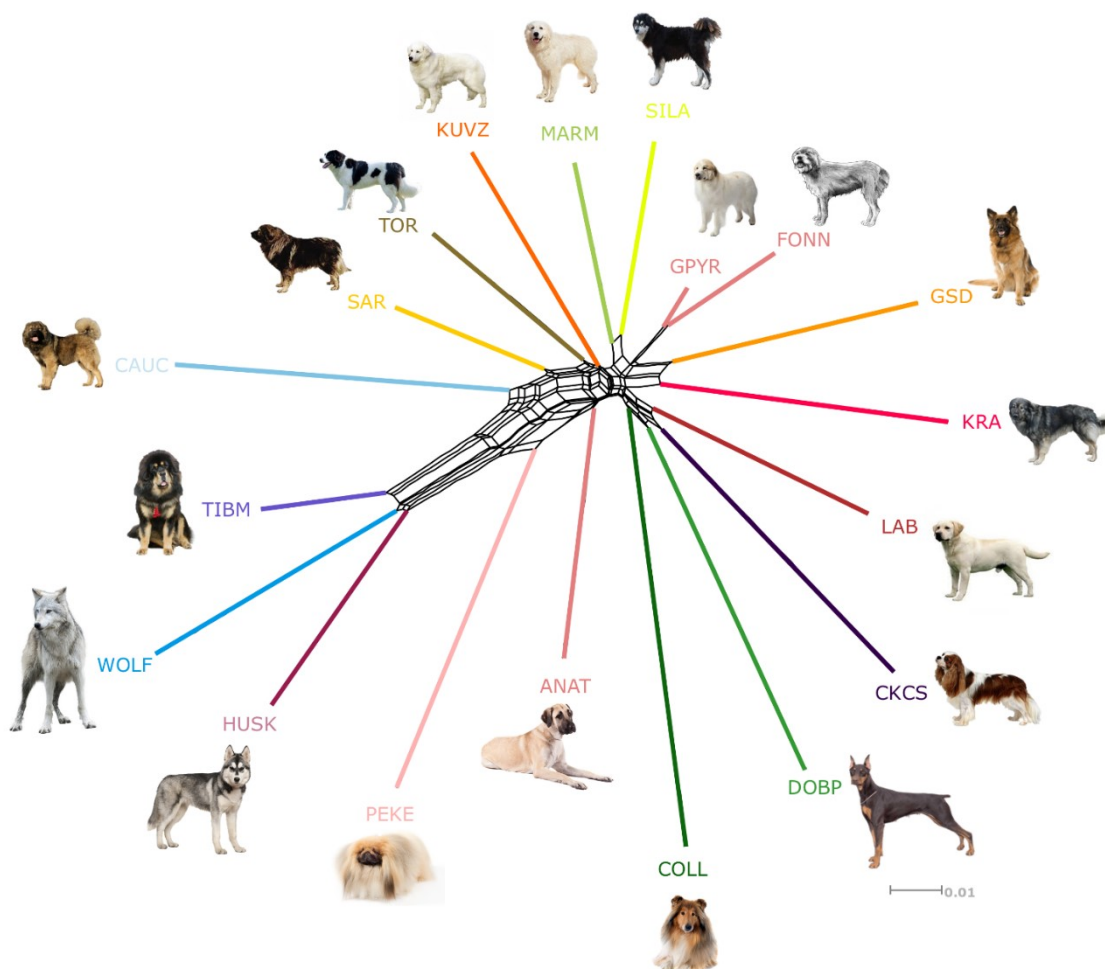 SILA
KUVZ
MARM
TOR
FONN
GPYR
SAR
GSD
CAUC
KRA
TIBM
LAB
WOLF
CKCS
ANAT
HUSK
DOBP
PEKE
COLL
0.01